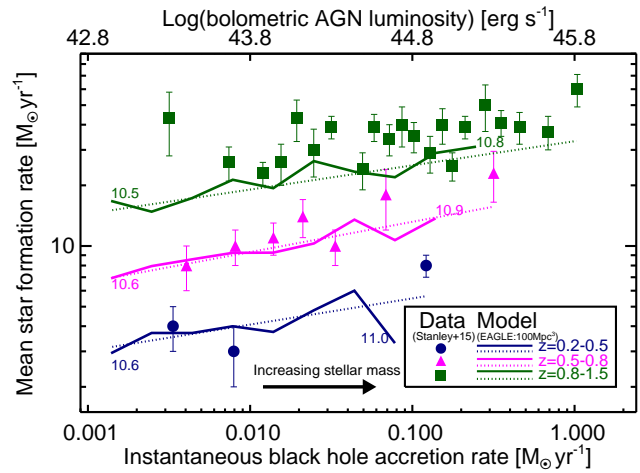 Log(bolometric AGN luminosity) [erg s⁻¹]
42.8 43.8 44.8 45.8
Mean star formation rate [M⊙ yr⁻¹]
10
10.5
10.8
10.6
10.9
10.6
11.0
Data Model
(Stanley+15) (EAGLE:100Mpc³)
z=0.2-0.5
z=0.5-0.8
z=0.8-1.5
Increasing stellar mass
0.001 0.010 0.100 1.000
Instantaneous black hole accretion rate [M⊙ yr⁻¹]